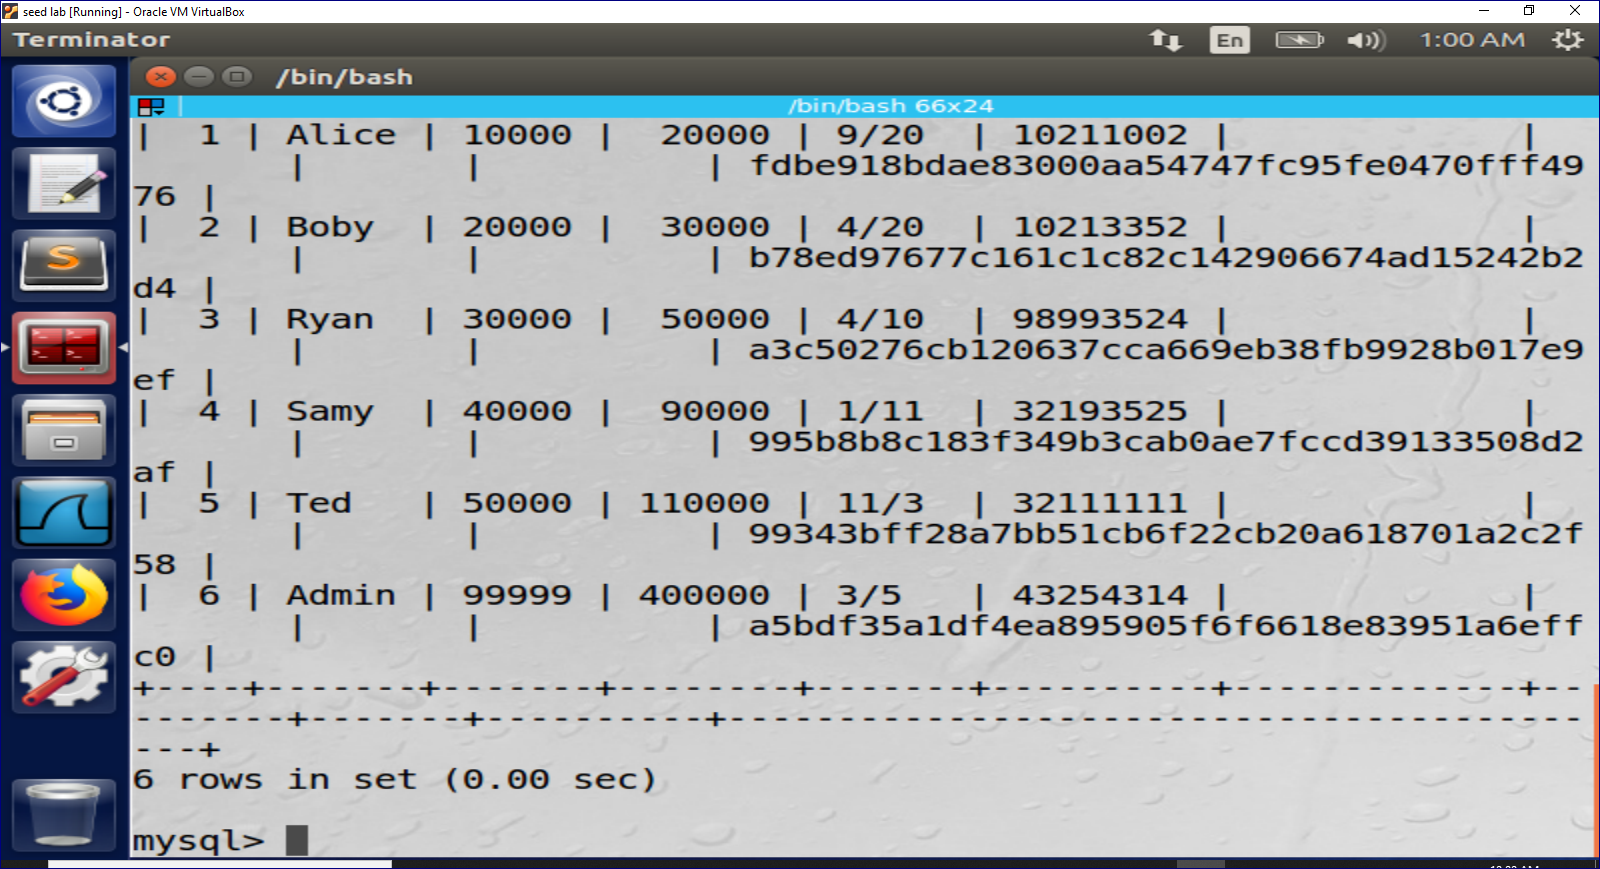 seed lab [Running] - Oracle VM VirtualBox
Terminator En 1:00 AM
/bin/bash
/bin/bash 66x24
|  1 | Alice | 10000 |  20000 | 9/20  | 10211002 |             |
       |       |          | fdbe918bdae83000aa54747fc95fe0470fff49
76 |
|  2 | Boby  | 20000 |  30000 | 4/20  | 10213352 |             |
       |       |          | b78ed97677c161c1c82c142906674ad15242b2
d4 |
|  3 | Ryan  | 30000 |  50000 | 4/10  | 98993524 |             |
       |       |          | a3c50276cb120637cca669eb38fb9928b017e9
ef |
|  4 | Samy  | 40000 |  90000 | 1/11  | 32193525 |             |
       |       |          | 995b8b8c183f349b3cab0ae7fccd39133508d2
af |
|  5 | Ted   | 50000 | 110000 | 11/3  | 32111111 |             |
       |       |          | 99343bff28a7bb51cb6f22cb20a618701a2c2f
58 |
|  6 | Admin | 99999 | 400000 | 3/5   | 43254314 |             |
       |       |          | a5bdf35a1df4ea895905f6f6618e83951a6eff
c0 |
+----+-------+-------+--------+-------+----------+-------------+--
-------+-------+----------+---------------------------------------
---+
6 rows in set (0.00 sec)
mysql>